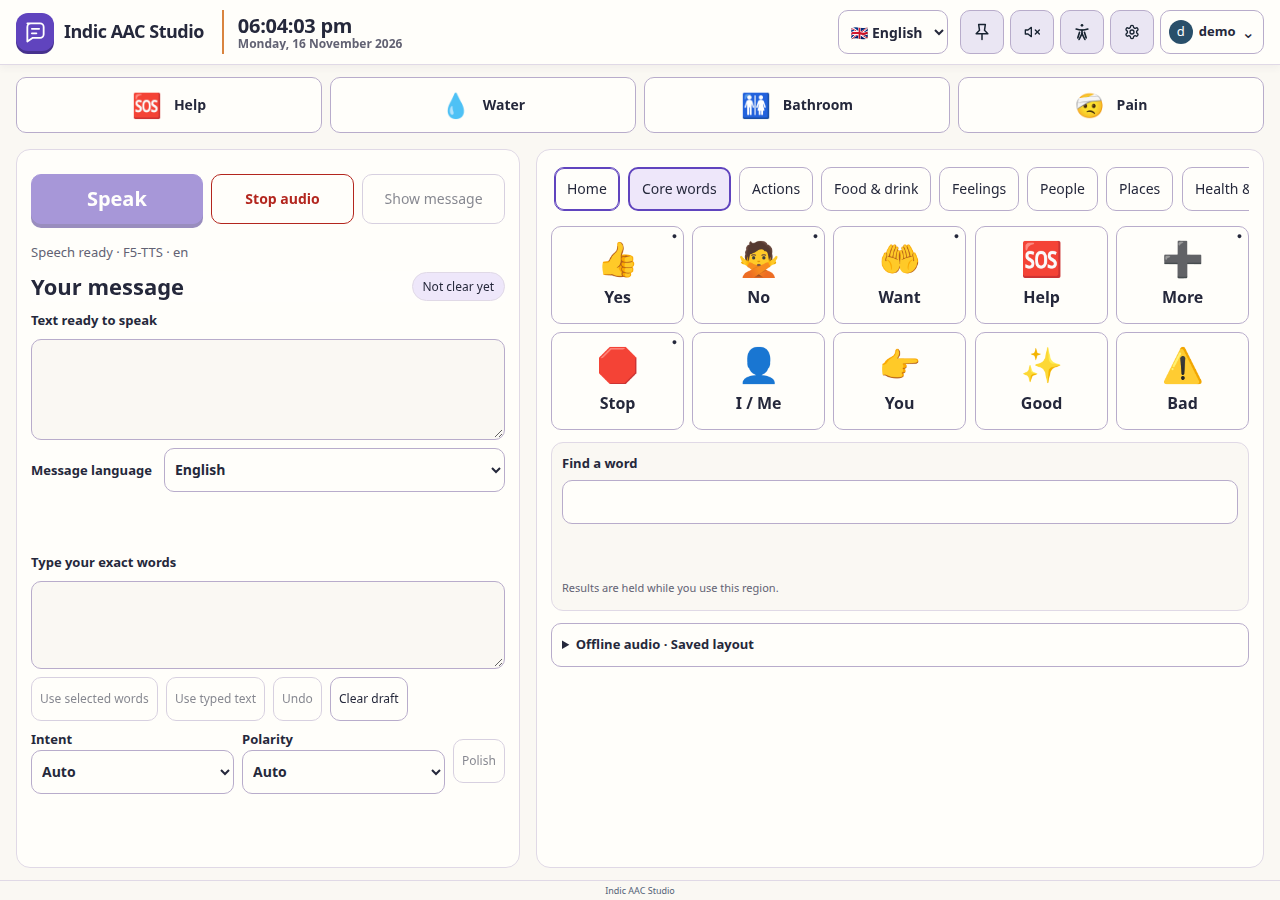 Indic AAC Studio
06:04:03 pm
Monday, 16 November 2026
English
d demo
SOS Help
Water
Bathroom
Pain
Speak
Stop audio
Show message
Speech ready · F5-TTS · en
Your message
Not clear yet
Text ready to speak
Message language
English
Type your exact words
Use selected words
Use typed text
Undo
Clear draft
Intent
Polarity
Auto
Auto
Polish
Home
Core words
Actions
Food & drink
Feelings
People
Places
Health &
Yes
No
Want
SOS
Help
More
Stop
I / Me
You
Good
Bad
Find a word
Results are held while you use this region.
Offline audio · Saved layout
Indic AAC Studio